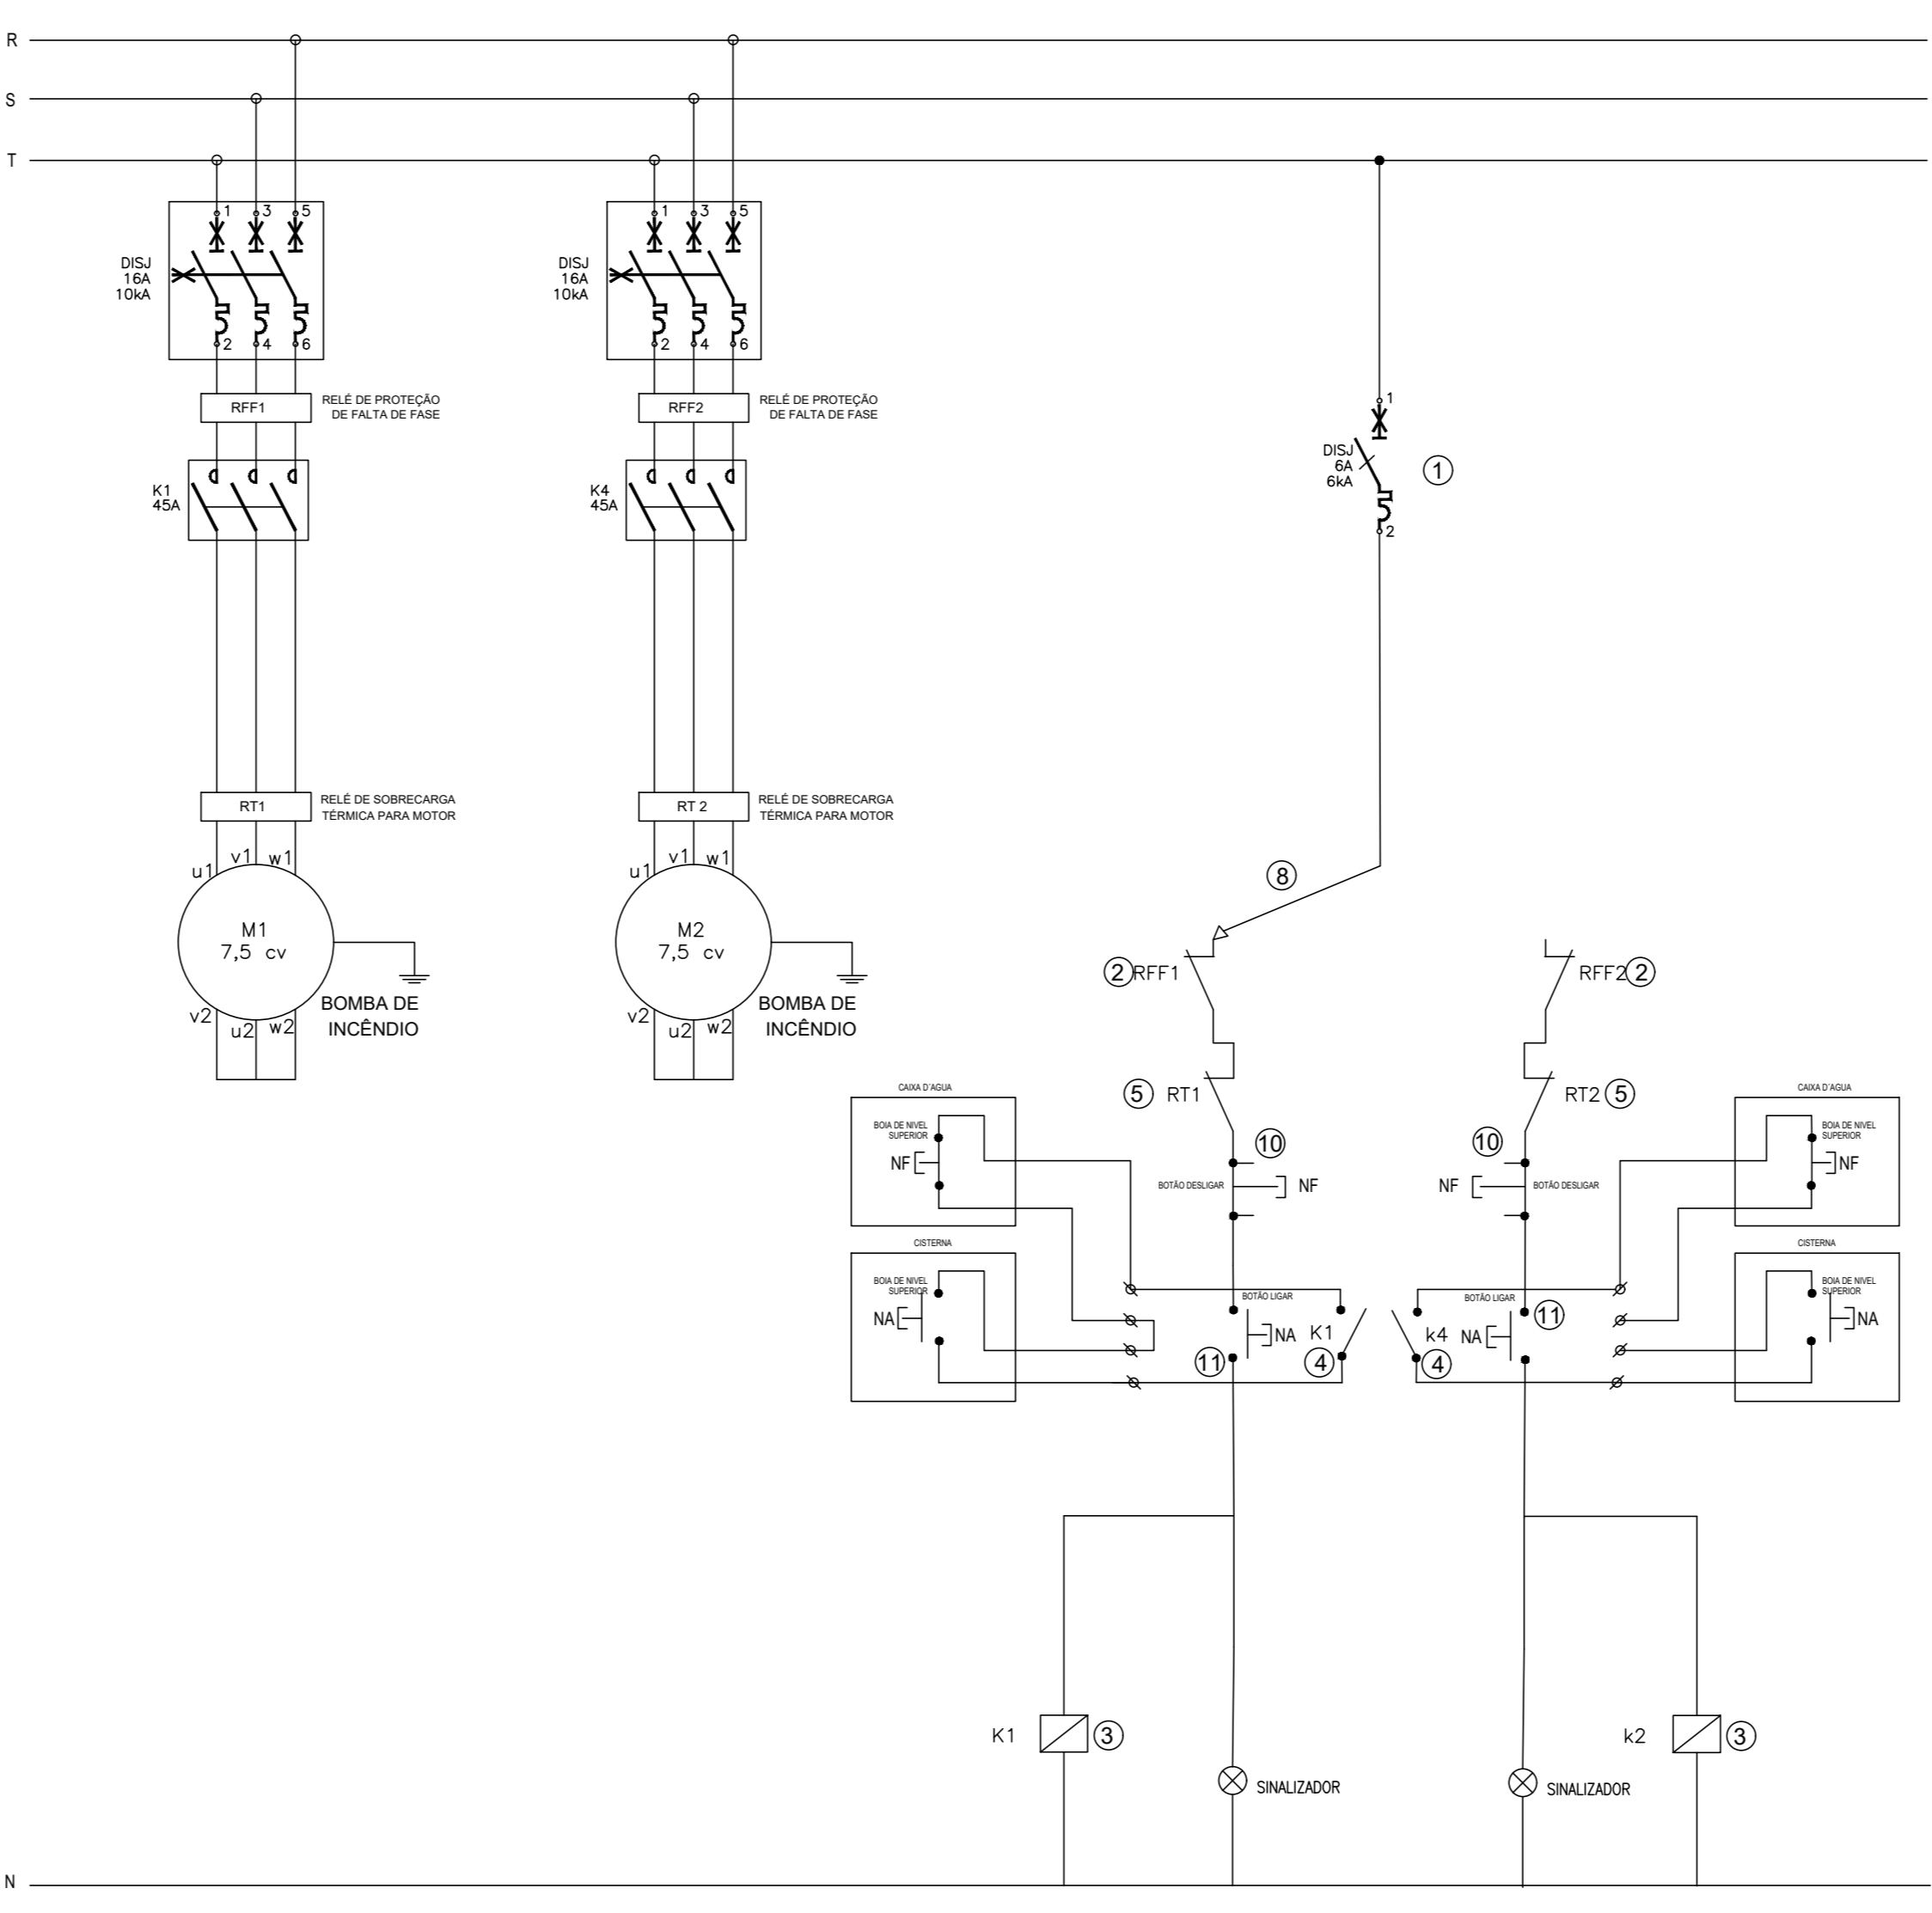 R
S
T
1 3 5
DISJ
16A
10kA
2 4 6
RFF1
RELÉ DE PROTEÇÃO
DE FALTA DE FASE
K1
45A
RT1
RELÉ DE SOBRECARGA
TÉRMICA PARA MOTOR
u1 v1 w1
M1
7,5 cv
v2 u2 w2
BOMBA DE
INCÊNDIO
1 3 5
DISJ
16A
10kA
2 4 6
RFF2
RELÉ DE PROTEÇÃO
DE FALTA DE FASE
K4
45A
RT 2
RELÉ DE SOBRECARGA
TÉRMICA PARA MOTOR
u1 v1 w1
M2
7,5 cv
v2 u2 w2
BOMBA DE
INCÊNDIO
1
DISJ
6A
6kA
1
2
8
2 RFF1
RFF2 2
5 RT1
RT2 5
CAIXA D´AGUA
BOIA DE NIVEL
SUPERIOR
NF
10
BOTÃO DESLIGAR
NF
10
NF
BOTÃO DESLIGAR
CAIXA D´AGUA
BOIA DE NIVEL
SUPERIOR
NF
CISTERNA
BOIA DE NIVEL
SUPERIOR
NA
BOTÃO LIGAR
NA
11
K1
4
BOTÃO LIGAR
11
k4
NA
4
CISTERNA
BOIA DE NIVEL
SUPERIOR
NA
K1
3
k2
3
SINALIZADOR
SINALIZADOR
N